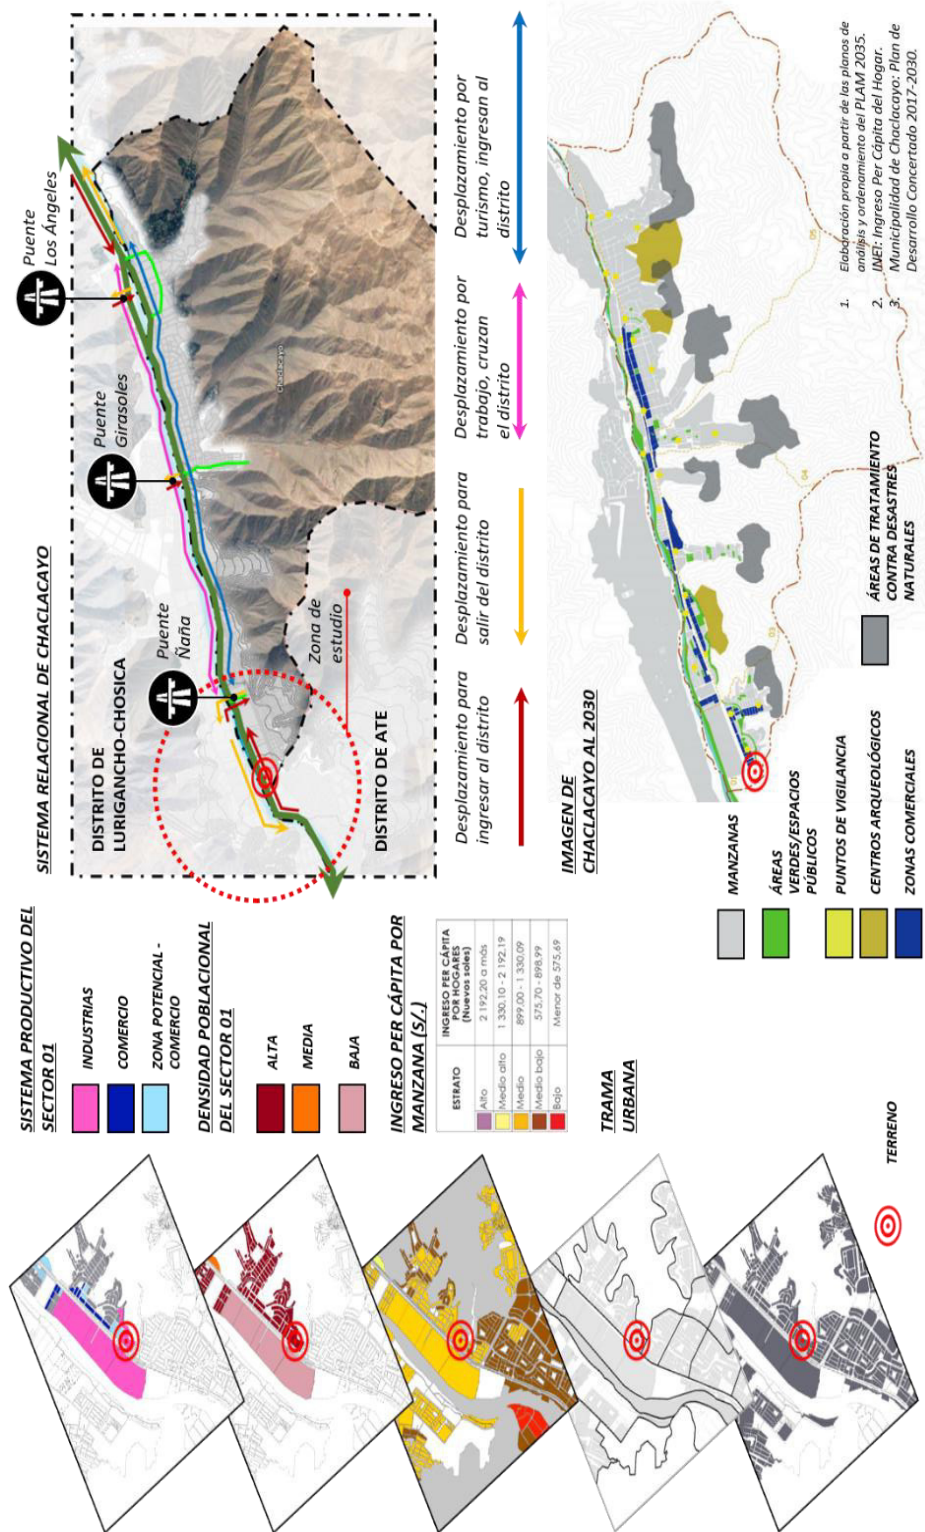 SISTEMA PRODUCTIVO DEL
SECTOR 01
INDUSTRIAS
COMERCIO
ZONA POTENCIAL -
COMERCIO
DENSIDAD POBLACIONAL
DEL SECTOR 01
ALTA
MEDIA
BAJA
INGRESO PER CÁPITA POR
MANZANA (S/.)
ESTRATO
INGRESO PER CÁPITA
POR HOGARES
(Nuevos soles)
Alto
2 192,20 a más
Medio alto
1 330,10 - 2 192,19
Medio
899,00 - 1 330,09
Medio bajo
575,70 - 898,99
Bajo
Menor de 575,69
TRAMA
URBANA
TERRENO
SISTEMA RELACIONAL DE CHACLACAYO
DISTRITO DE
LURIGANCHO-CHOSICA
Puente
Ñaña
Puente
Girasoles
Puente
Los Ángeles
Chaclacayo
Zona de
estudio
DISTRITO DE ATE
Desplazamiento para
ingresar al distrito
Desplazamiento para
salir del distrito
Desplazamiento por
trabajo, cruzan
el distrito
Desplazamiento por
turismo, ingresan al
distrito
IMAGEN DE
CHACLACAYO AL 2030
03
04
05
MANZANAS
ÁREAS
VERDES/ESPACIOS
PÚBLICOS
PUNTOS DE VIGILANCIA
CENTROS ARQUEOLÓGICOS
ZONAS COMERCIALES
ÁREAS DE TRATAMIENTO
CONTRA DESASTRES
NATURALES
1. Elaboración propia a partir de las planos de
análisis y ordenamiento del PLAM 2035.
2. INEI: Ingreso Per Cápita del Hogar.
3. Municipalidad de Chaclacayo: Plan de
Desarrollo Concertado 2017-2030.